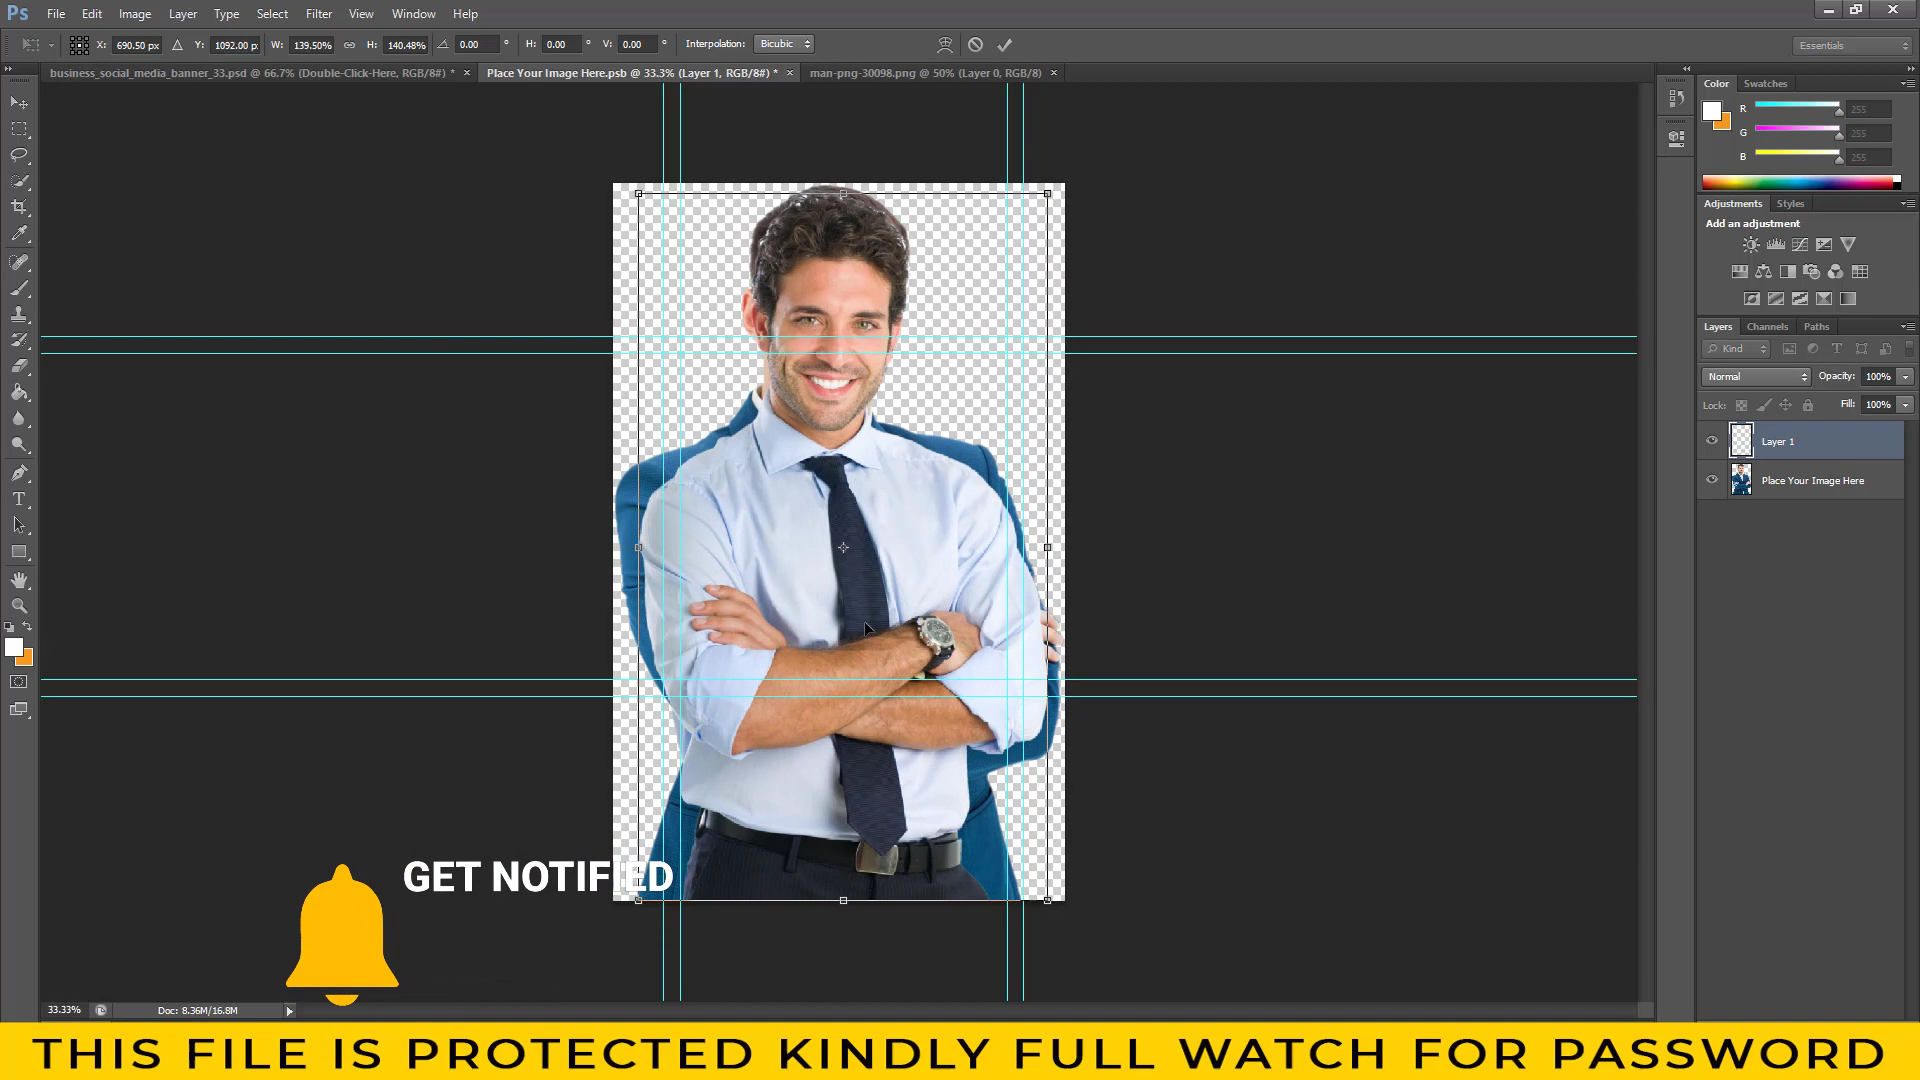 Ps File Edit Image Layer Type Select Filter View Window Help
X: 690.50 px Y: 1092.00 p: W: 139.50% H: 140.48% 0.00 ° H: 0.00 ° V: 0.00 ° Interpolation: Bicubic Essentials
business_social_media_banner_33.psd @ 66.7% (Double-Click-Here, RGB/8#) * × Place Your Image Here.psb @ 33.3% (Layer 1, RGB/8#) * × man-png-30098.png @ 50% (Layer 0, RGB/8) ×
Color Swatches
R 255
G 255
B 255
Adjustments Styles
Add an adjustment
Layers Channels Paths
Kind
Normal Opacity: 100%
Lock: Fill: 100%
Layer 1
Place Your Image Here
GET NOTIFIED
33.33% Doc: 8.36M/16.8M
THIS FILE IS PROTECTED KINDLY FULL WATCH FOR PASSWORD